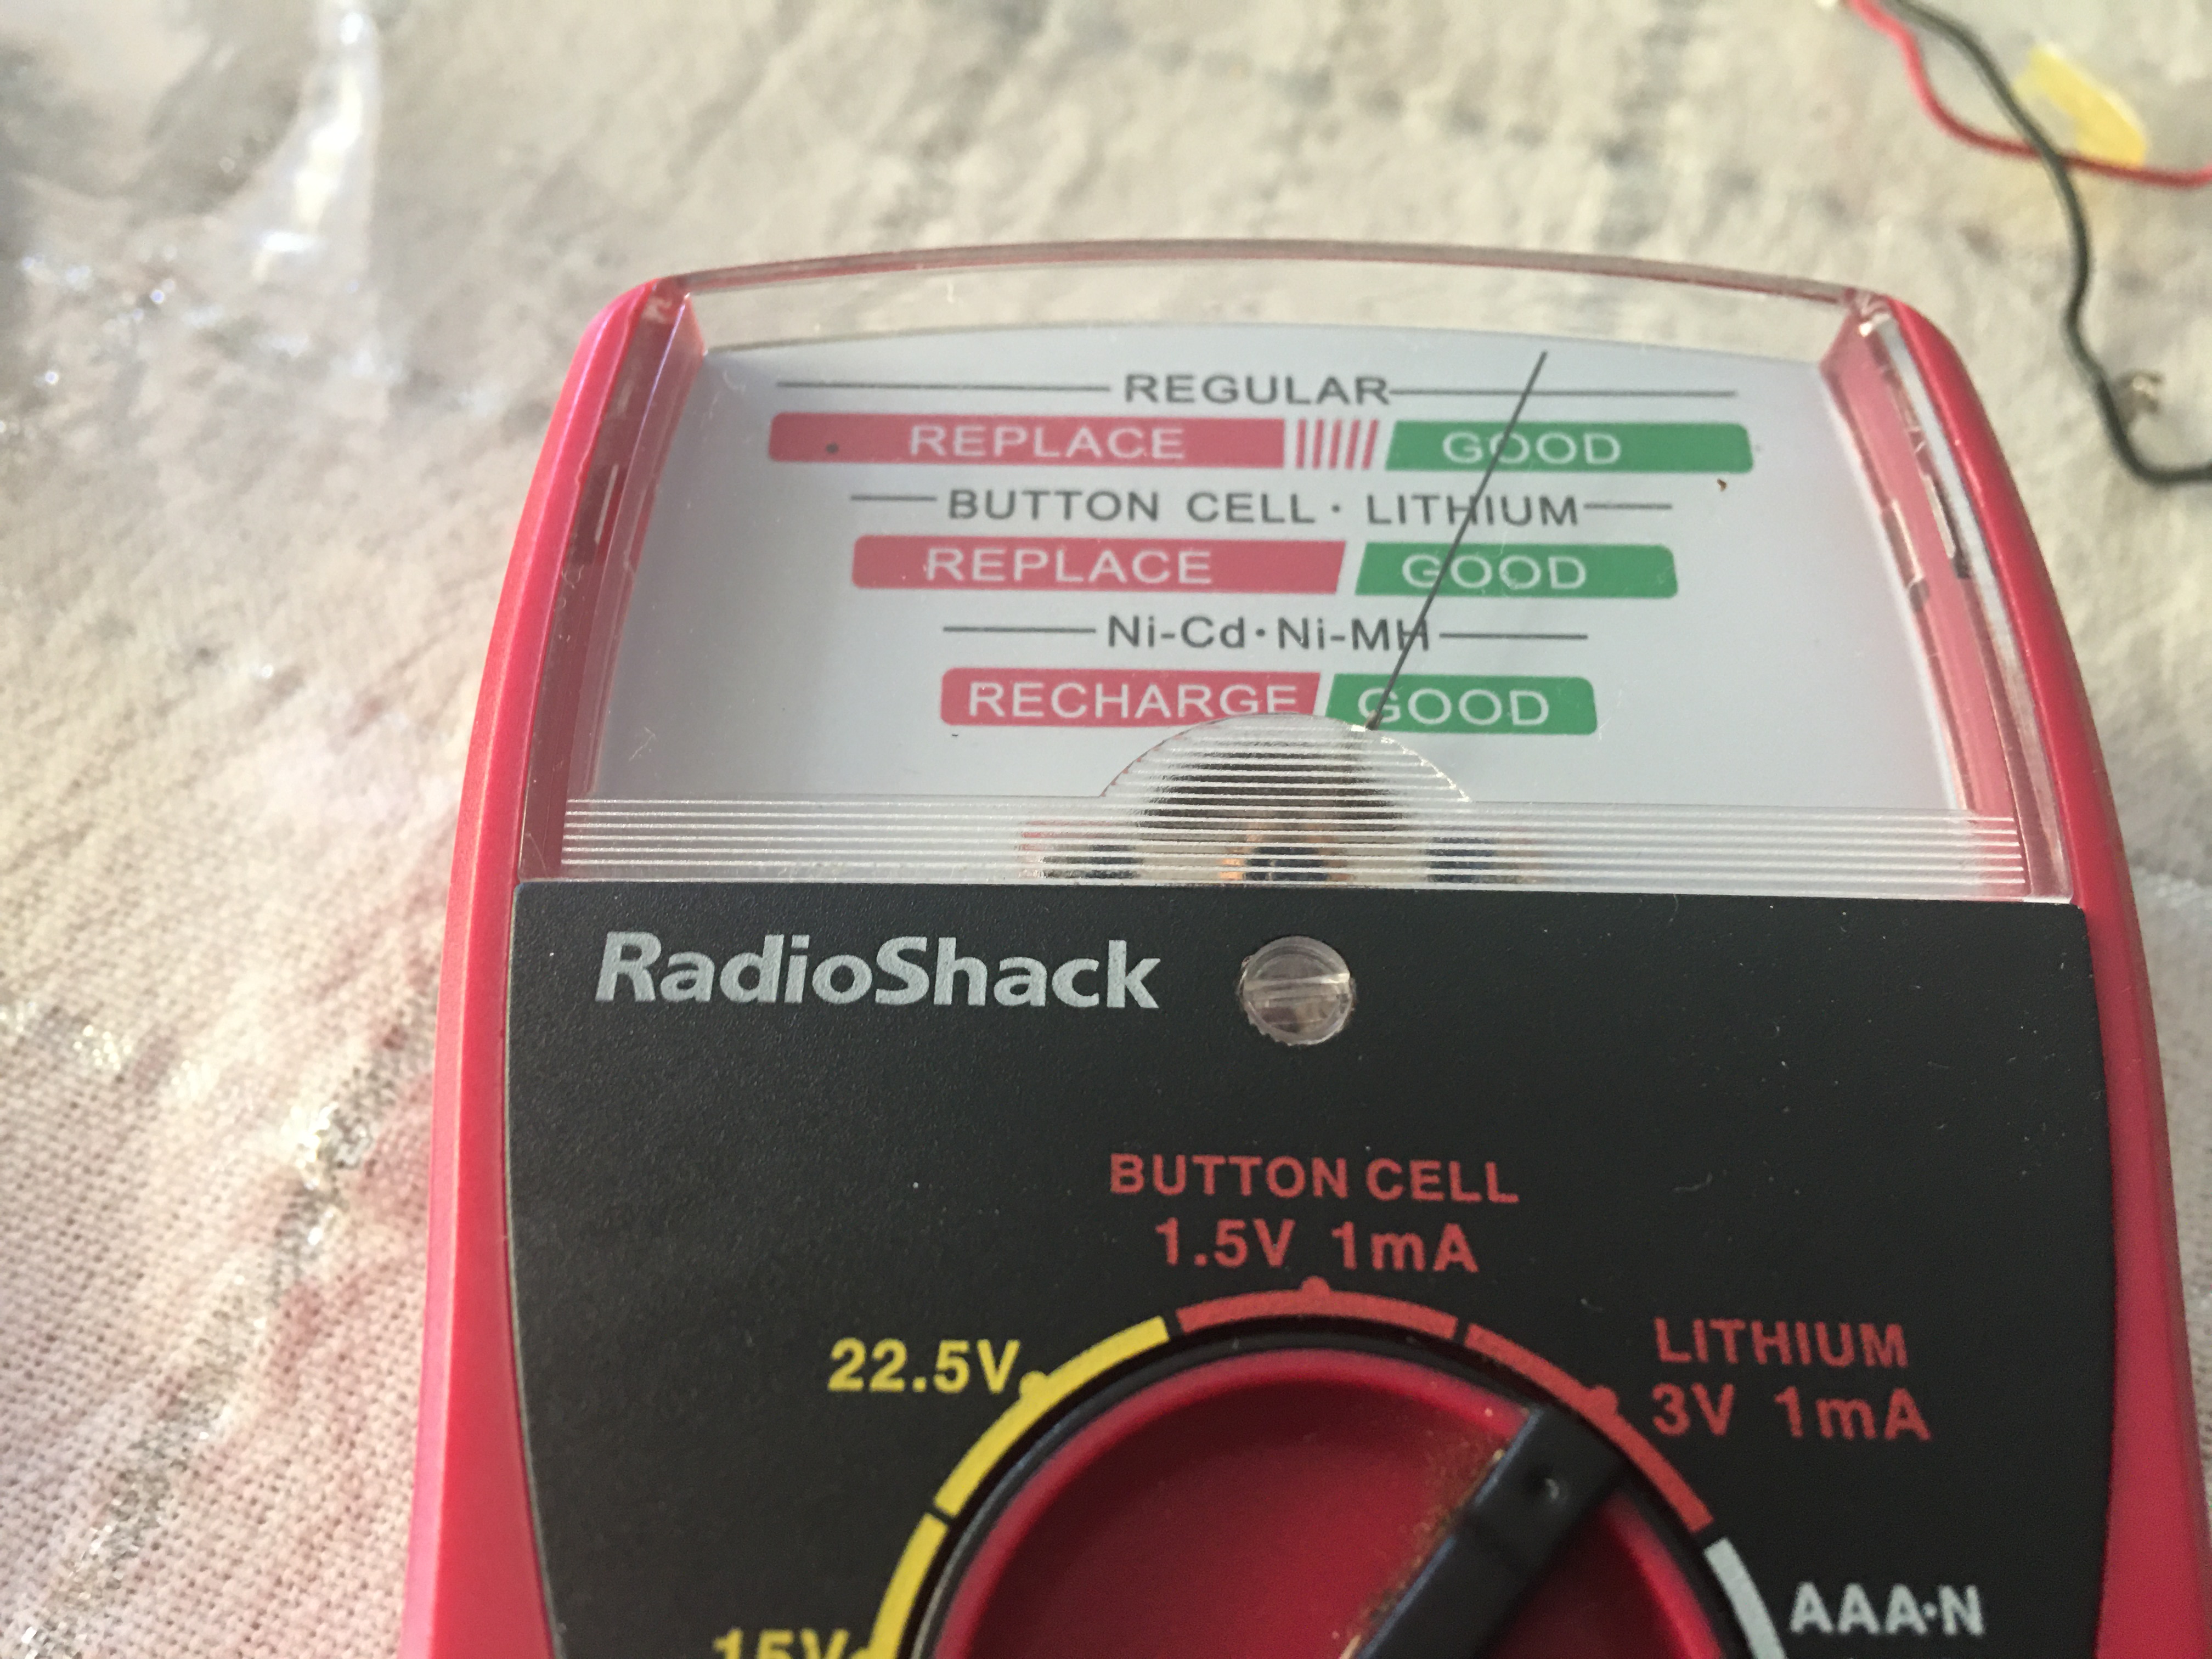 REGULAR
REPLACE GOOD
BUTTON CELL · LITHIUM
REPLACE GOOD
Ni-Cd·Ni-MH
RECHARGE GOOD
RadioShack
BUTTON CELL
1.5V 1mA
22.5V
LITHIUM
3V 1mA
AAA·N
15V